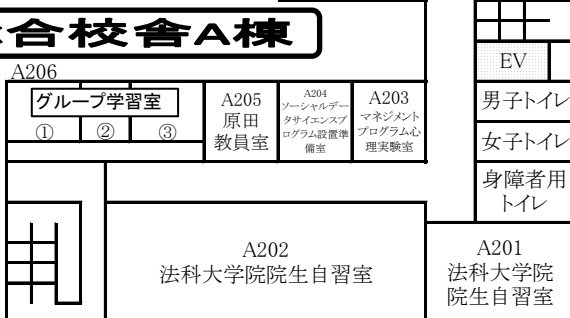 合校舎A棟
EV
A206
グループ学習室
① ② ③
A205
原田
教員室
A204
ソーシャルデー
タサイエンスプ
ログラム設置準
備室
A203
マネジメント
プログラム心
理実験室
男子トイレ
女子トイレ
身障者用
トイレ
A202
法科大学院院生自習室
A201
法科大学院
院生自習室